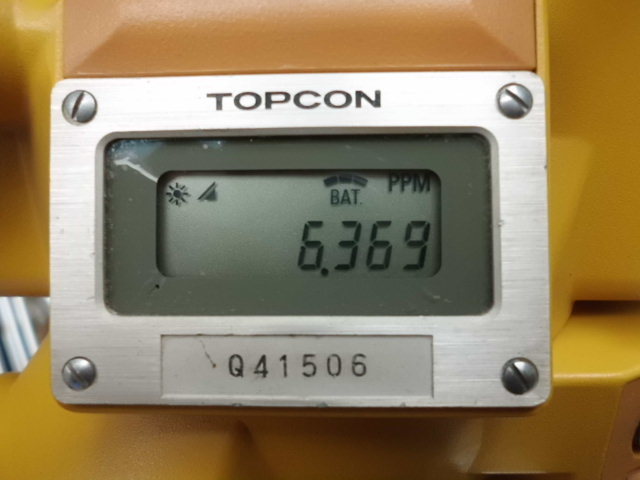 TOPCON
PPM
BAT.
6.369
Q41506